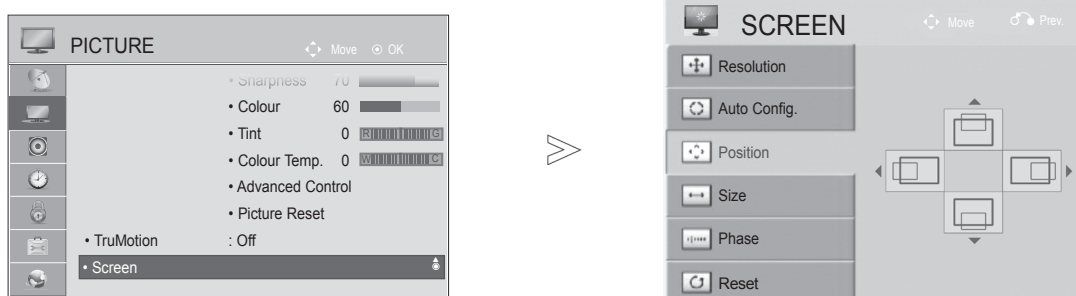 PICTURE
Move OK
• Sharpness 70
• Colour 60
• Tint 0 R G
• Colour Temp. 0 W C
• Advanced Control
• Picture Reset
• TruMotion : Off
• Screen
SCREEN
Move Prev.
Resolution
Auto Config.
Position
Size
Phase
Reset